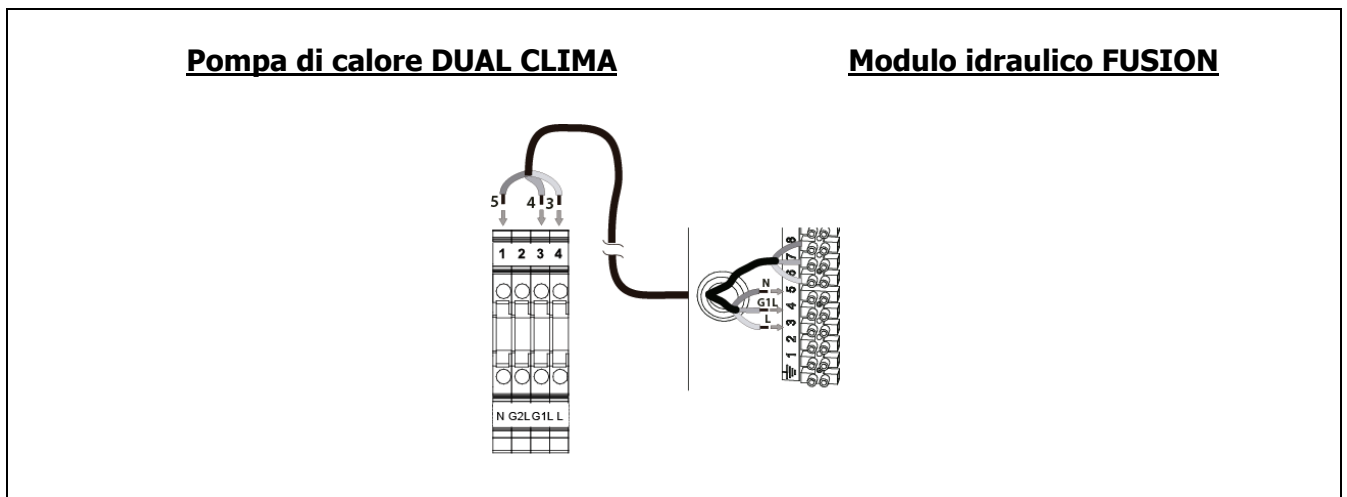 Pompa di calore DUAL CLIMA
Modulo idraulico FUSION
5 4 3
1 2 3 4
N G2L G1L L
N
G1L
L
8
7
6
5
4
3
2
1